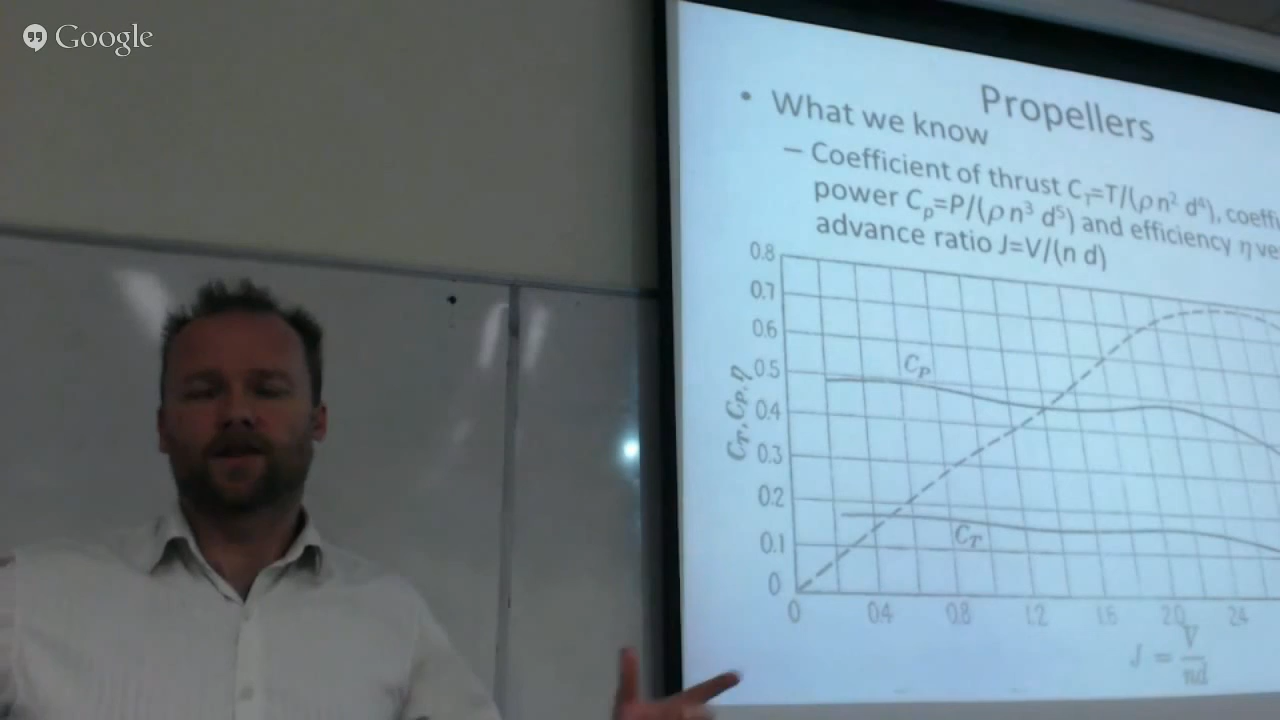 Google
Propellers
• What we know
– Coefficient of thrust C_T=T/(ρ n² d⁴), coeffi
power C_p=P/(ρ n³ d⁵) and efficiency η ve
advance ratio J=V/(n d)
0.8
0.7
0.6
0.5
0.4
0.3
0.2
0.1
0
C_T, C_P, η
C_P
C_T
0 0.4 0.8 1.2 1.6 2.0 2.4
J = V/nd